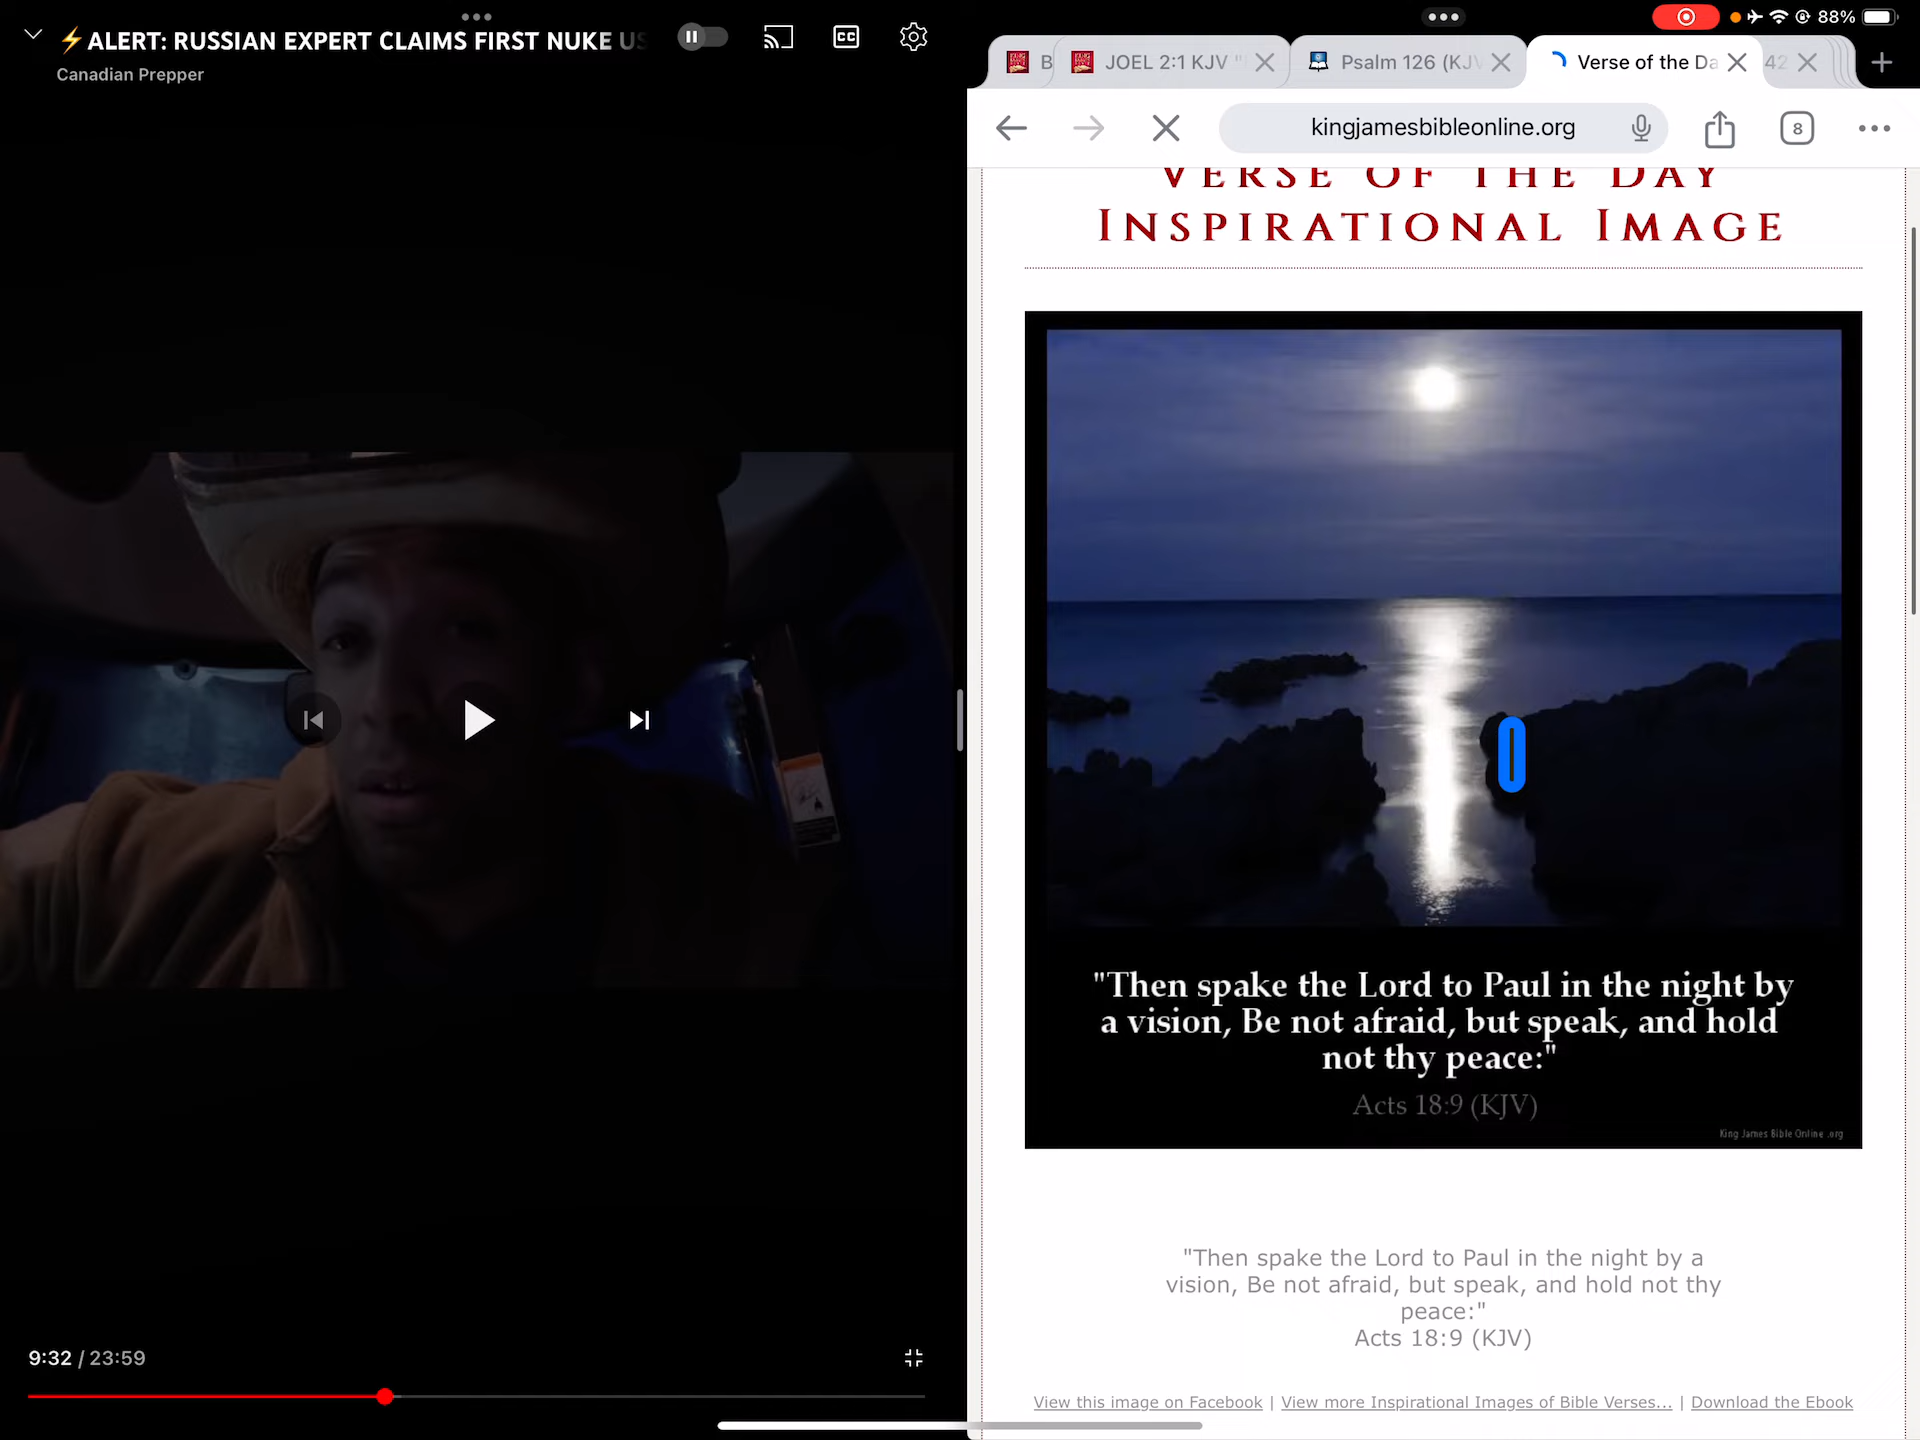 ⚡ALERT: RUSSIAN EXPERT CLAIMS FIRST NUKE US
Canadian Prepper
CC
9:32 / 23:59
88%
B
JOEL 2:1 KJV "
Psalm 126 (KJV
Verse of the Da
42
kingjamesbibleonline.org
8
VERSE OF THE DAY
INSPIRATIONAL IMAGE
"Then spake the Lord to Paul in the night by
a vision, Be not afraid, but speak, and hold
not thy peace:"
Acts 18:9 (KJV)
King James Bible Online .org
"Then spake the Lord to Paul in the night by a
vision, Be not afraid, but speak, and hold not thy
peace:"
Acts 18:9 (KJV)
View this image on Facebook | View more Inspirational Images of Bible Verses... | Download the Ebook